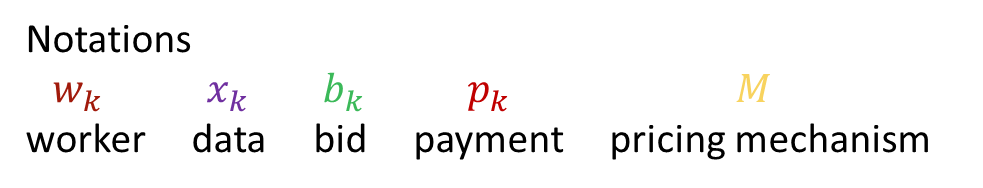 Notations
w_k x_k b_k p_k M
worker data bid payment pricing mechanism